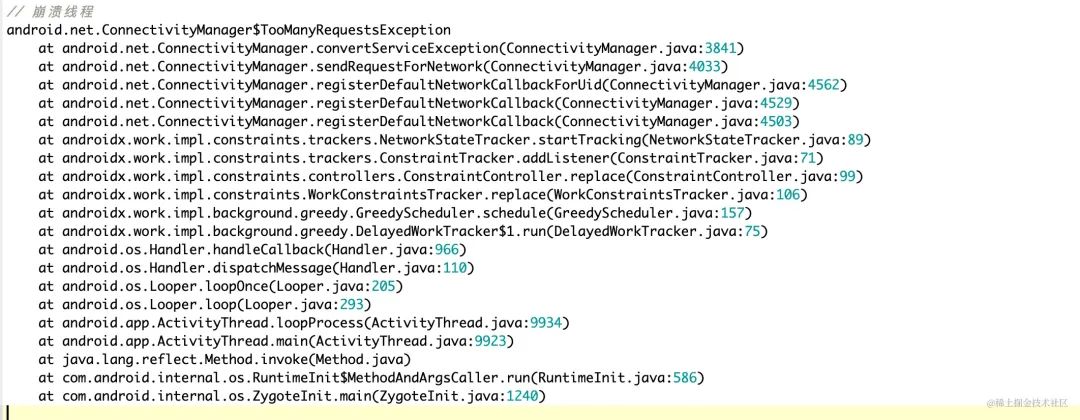 // 崩溃线程
android.net.ConnectivityManager$TooManyRequestsException
at android.net.ConnectivityManager.convertServiceException(ConnectivityManager.java:3841)
at android.net.ConnectivityManager.sendRequestForNetwork(ConnectivityManager.java:4033)
at android.net.ConnectivityManager.registerDefaultNetworkCallbackForUid(ConnectivityManager.java:4562)
at android.net.ConnectivityManager.registerDefaultNetworkCallback(ConnectivityManager.java:4529)
at android.net.ConnectivityManager.registerDefaultNetworkCallback(ConnectivityManager.java:4503)
at androidx.work.impl.constraints.trackers.NetworkStateTracker.startTracking(NetworkStateTracker.java:89)
at androidx.work.impl.constraints.trackers.ConstraintTracker.addListener(ConstraintTracker.java:71)
at androidx.work.impl.constraints.controllers.ConstraintController.replace(ConstraintController.java:99)
at androidx.work.impl.constraints.WorkConstraintsTracker.replace(WorkConstraintsTracker.java:106)
at androidx.work.impl.background.greedy.GreedyScheduler.schedule(GreedyScheduler.java:157)
at androidx.work.impl.background.greedy.DelayedWorkTracker$1.run(DelayedWorkTracker.java:75)
at android.os.Handler.handleCallback(Handler.java:966)
at android.os.Handler.dispatchMessage(Handler.java:110)
at android.os.Looper.loopOnce(Looper.java:205)
at android.os.Looper.loop(Looper.java:293)
at android.app.ActivityThread.loopProcess(ActivityThread.java:9934)
at android.app.ActivityThread.main(ActivityThread.java:9923)
at java.lang.reflect.Method.invoke(Method.java)
at com.android.internal.os.RuntimeInit$MethodAndArgsCaller.run(RuntimeInit.java:586)
at com.android.internal.os.ZygoteInit.main(ZygoteInit.java:1240)
@稀土掘金技术社区